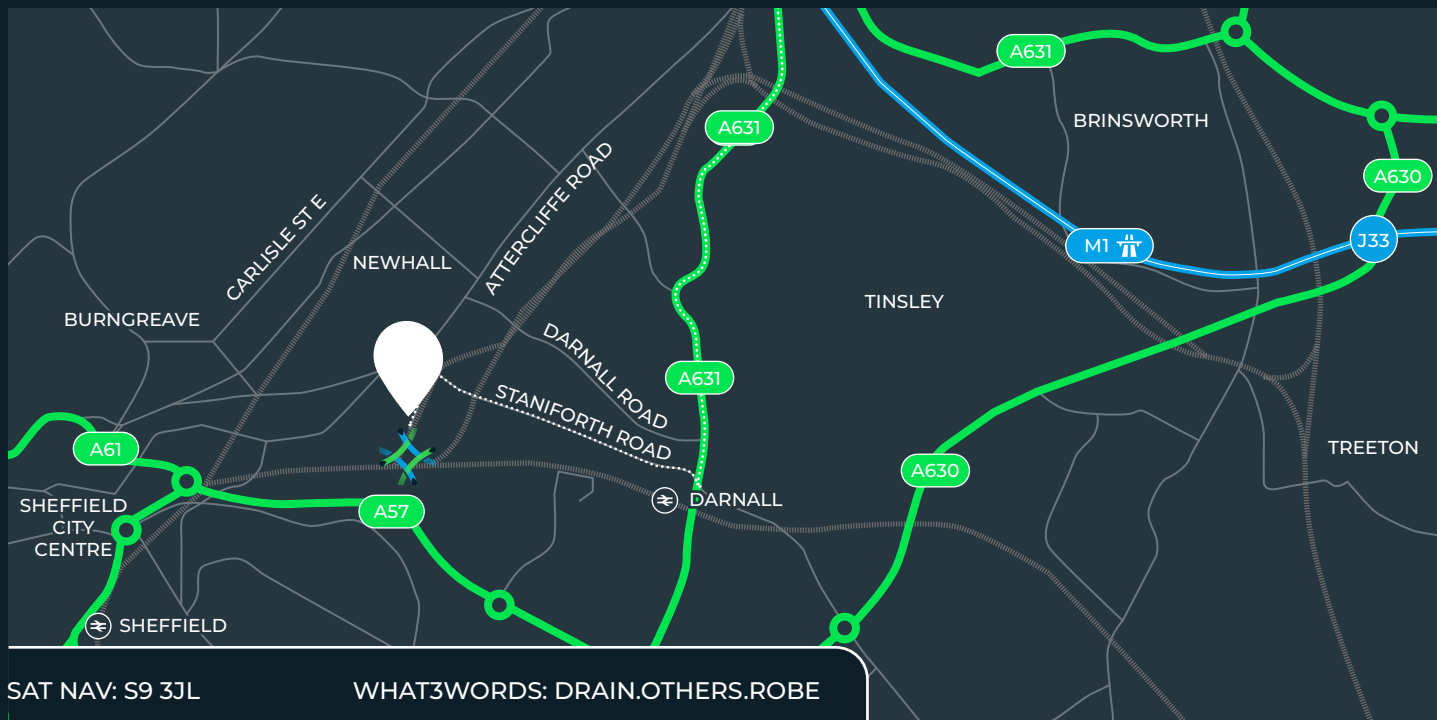 A631
BRINSWORTH
A631
ATTERCLIFFE ROAD
A630
CARLISLE ST E
M1
J33
NEWHALL
TINSLEY
BURNGREAVE
DARNALL ROAD
A631
STANIFORTH ROAD
A61
TREETON
A630
SHEFFIELD
CITY
CENTRE
DARNALL
A57
SHEFFIELD
SAT NAV: S9 3JL
WHAT3WORDS: DRAIN.OTHERS.ROBE